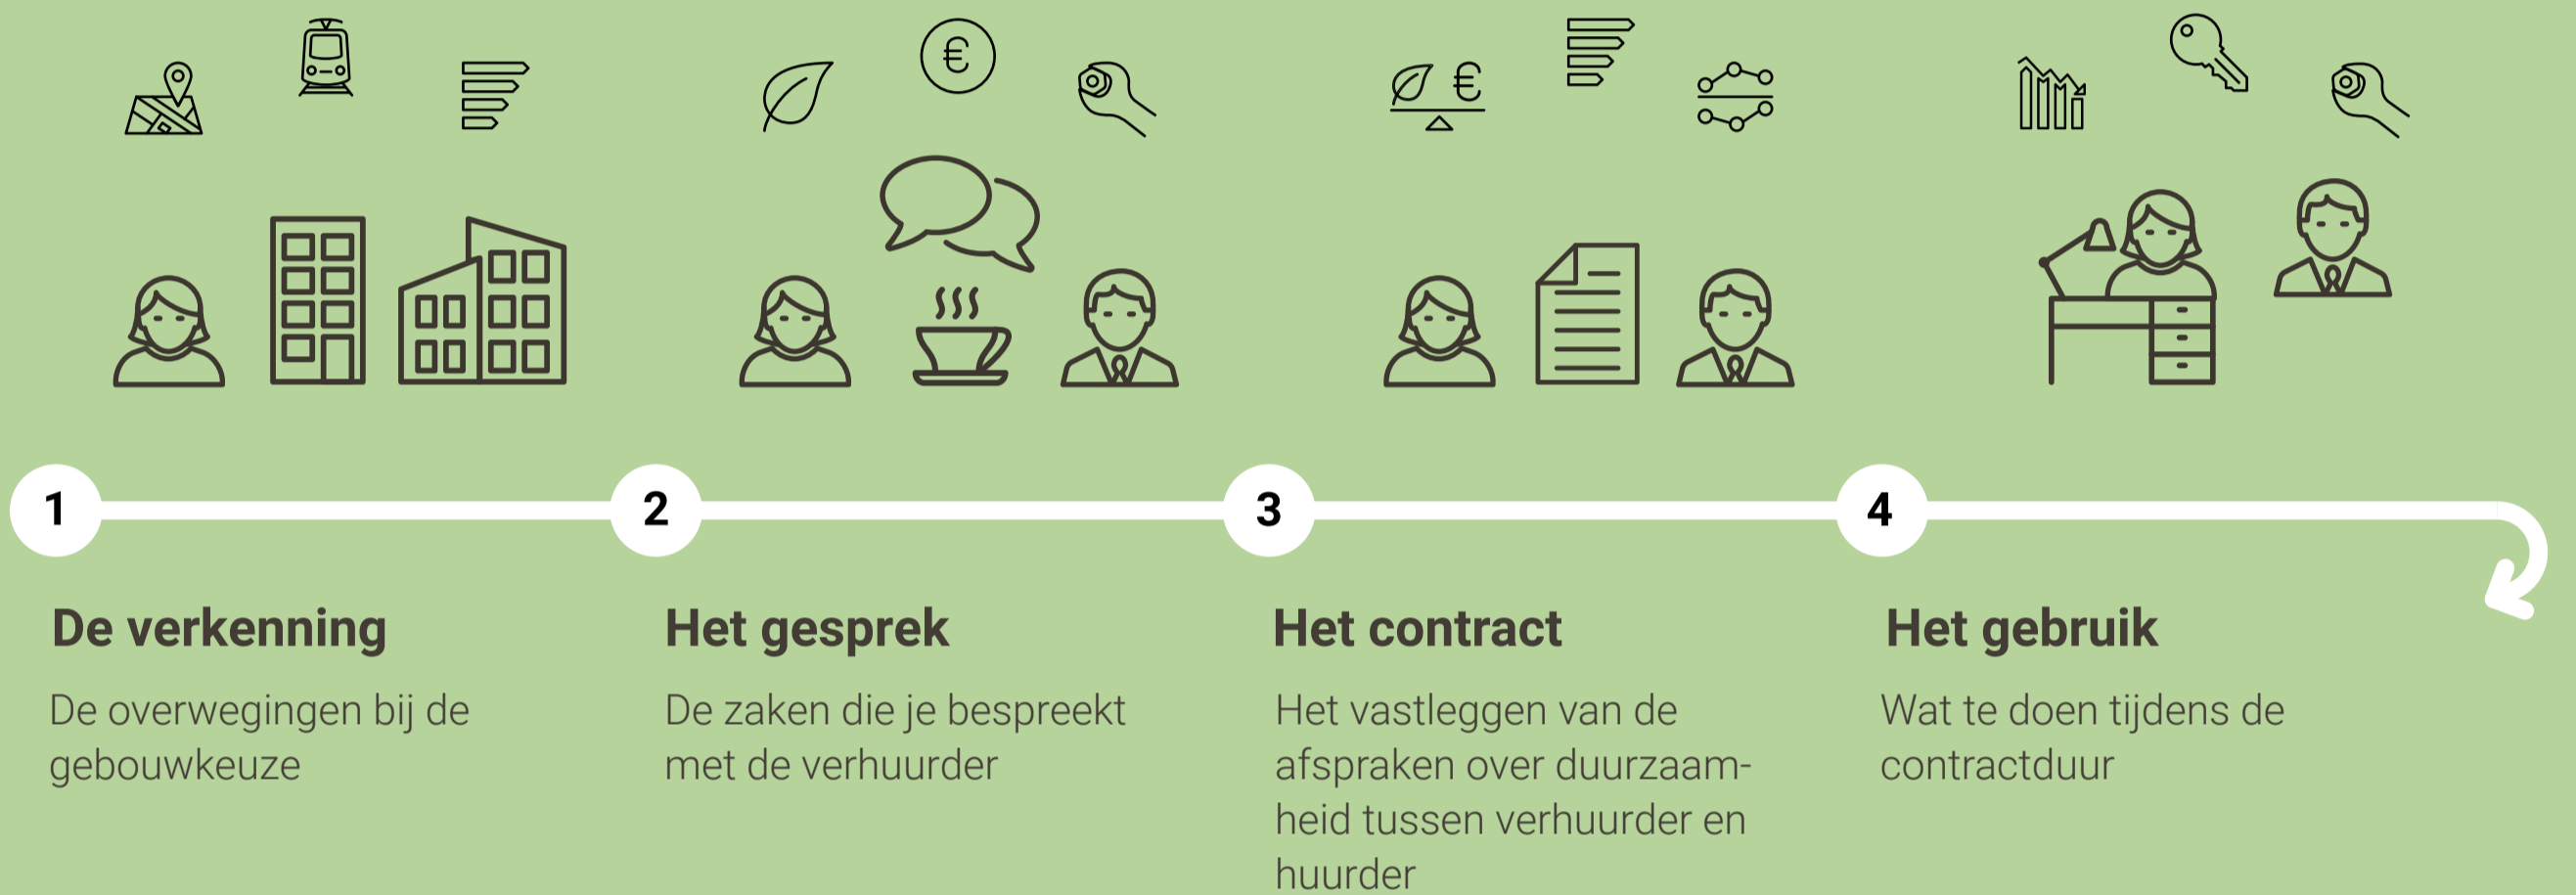 €
€
1
2
3
4
De verkenning
De overwegingen bij de
gebouwkeuze
Het gesprek
De zaken die je bespreekt
met de verhuurder
Het contract
Het vastleggen van de
afspraken over duurzaam-
heid tussen verhuurder en
huurder
Het gebruik
Wat te doen tijdens de
contractduur